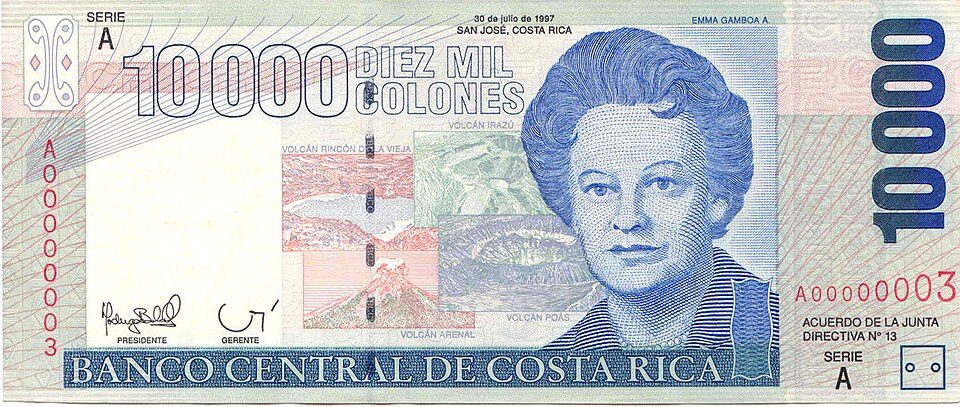 SERIE
A
30 de julio de 1997
SAN JOSÉ, COSTA RICA
EMMA GAMBOA A.
10000
DIEZ MIL
COLONES
10000
VOLCÁN IRAZÚ
VOLCÁN RINCÓN DE LA VIEJA
A00000003
VOLCÁN POÁS
VOLCÁN ARENAL
A00000003
PRESIDENTE
GERENTE
ACUERDO DE LA JUNTA
DIRECTIVA Nº 13
SERIE
A
BANCO CENTRAL DE COSTA RICA